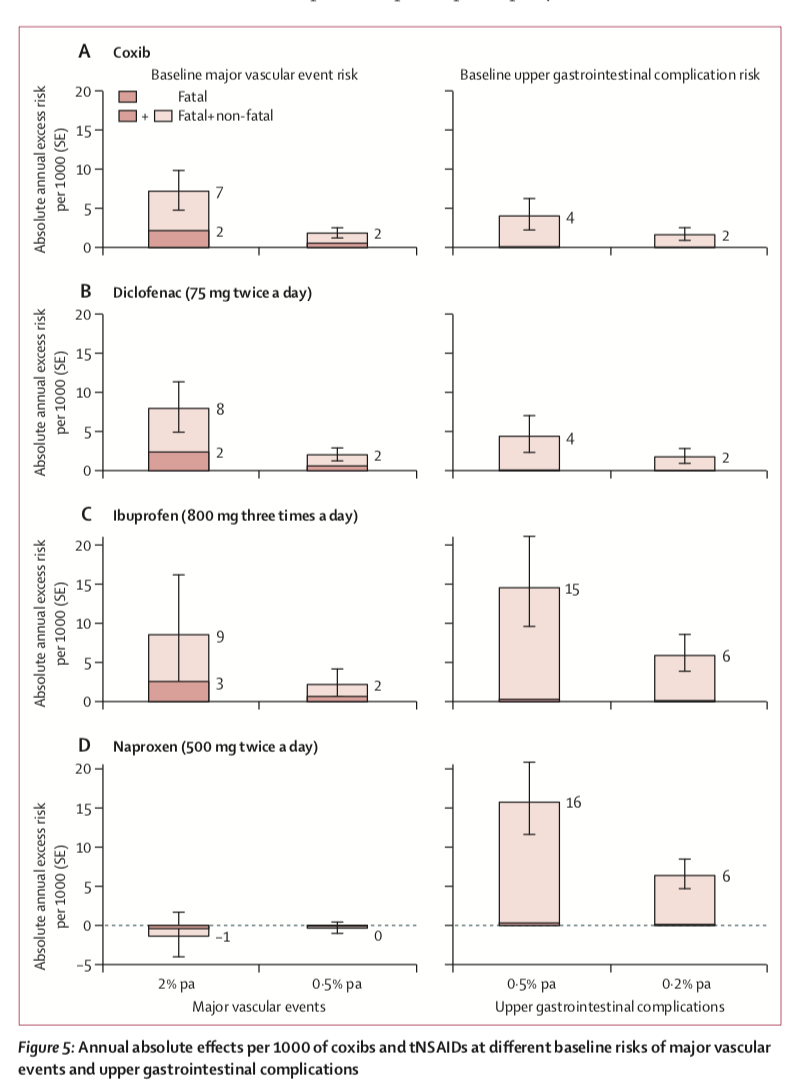 A Coxib
Baseline major vascular event risk
Baseline upper gastrointestinal complication risk
Absolute annual excess risk
per 1000 (SE)
20
15
10
5
0
Fatal
+ Fatal+non-fatal
7
2
2
4
2
B Diclofenac (75 mg twice a day)
Absolute annual excess risk
per 1000 (SE)
20
15
10
5
0
8
2
2
4
2
C Ibuprofen (800 mg three times a day)
Absolute annual excess risk
per 1000 (SE)
20
15
10
5
0
9
3
2
15
6
D Naproxen (500 mg twice a day)
Absolute annual excess risk
per 1000 (SE)
20
15
10
5
0
–5
–1
0
16
6
2% pa
0·5% pa
0·5% pa
0·2% pa
Major vascular events
Upper gastrointestinal complications
Figure 5: Annual absolute effects per 1000 of coxibs and tNSAIDs at different baseline risks of major vascular
events and upper gastrointestinal complications